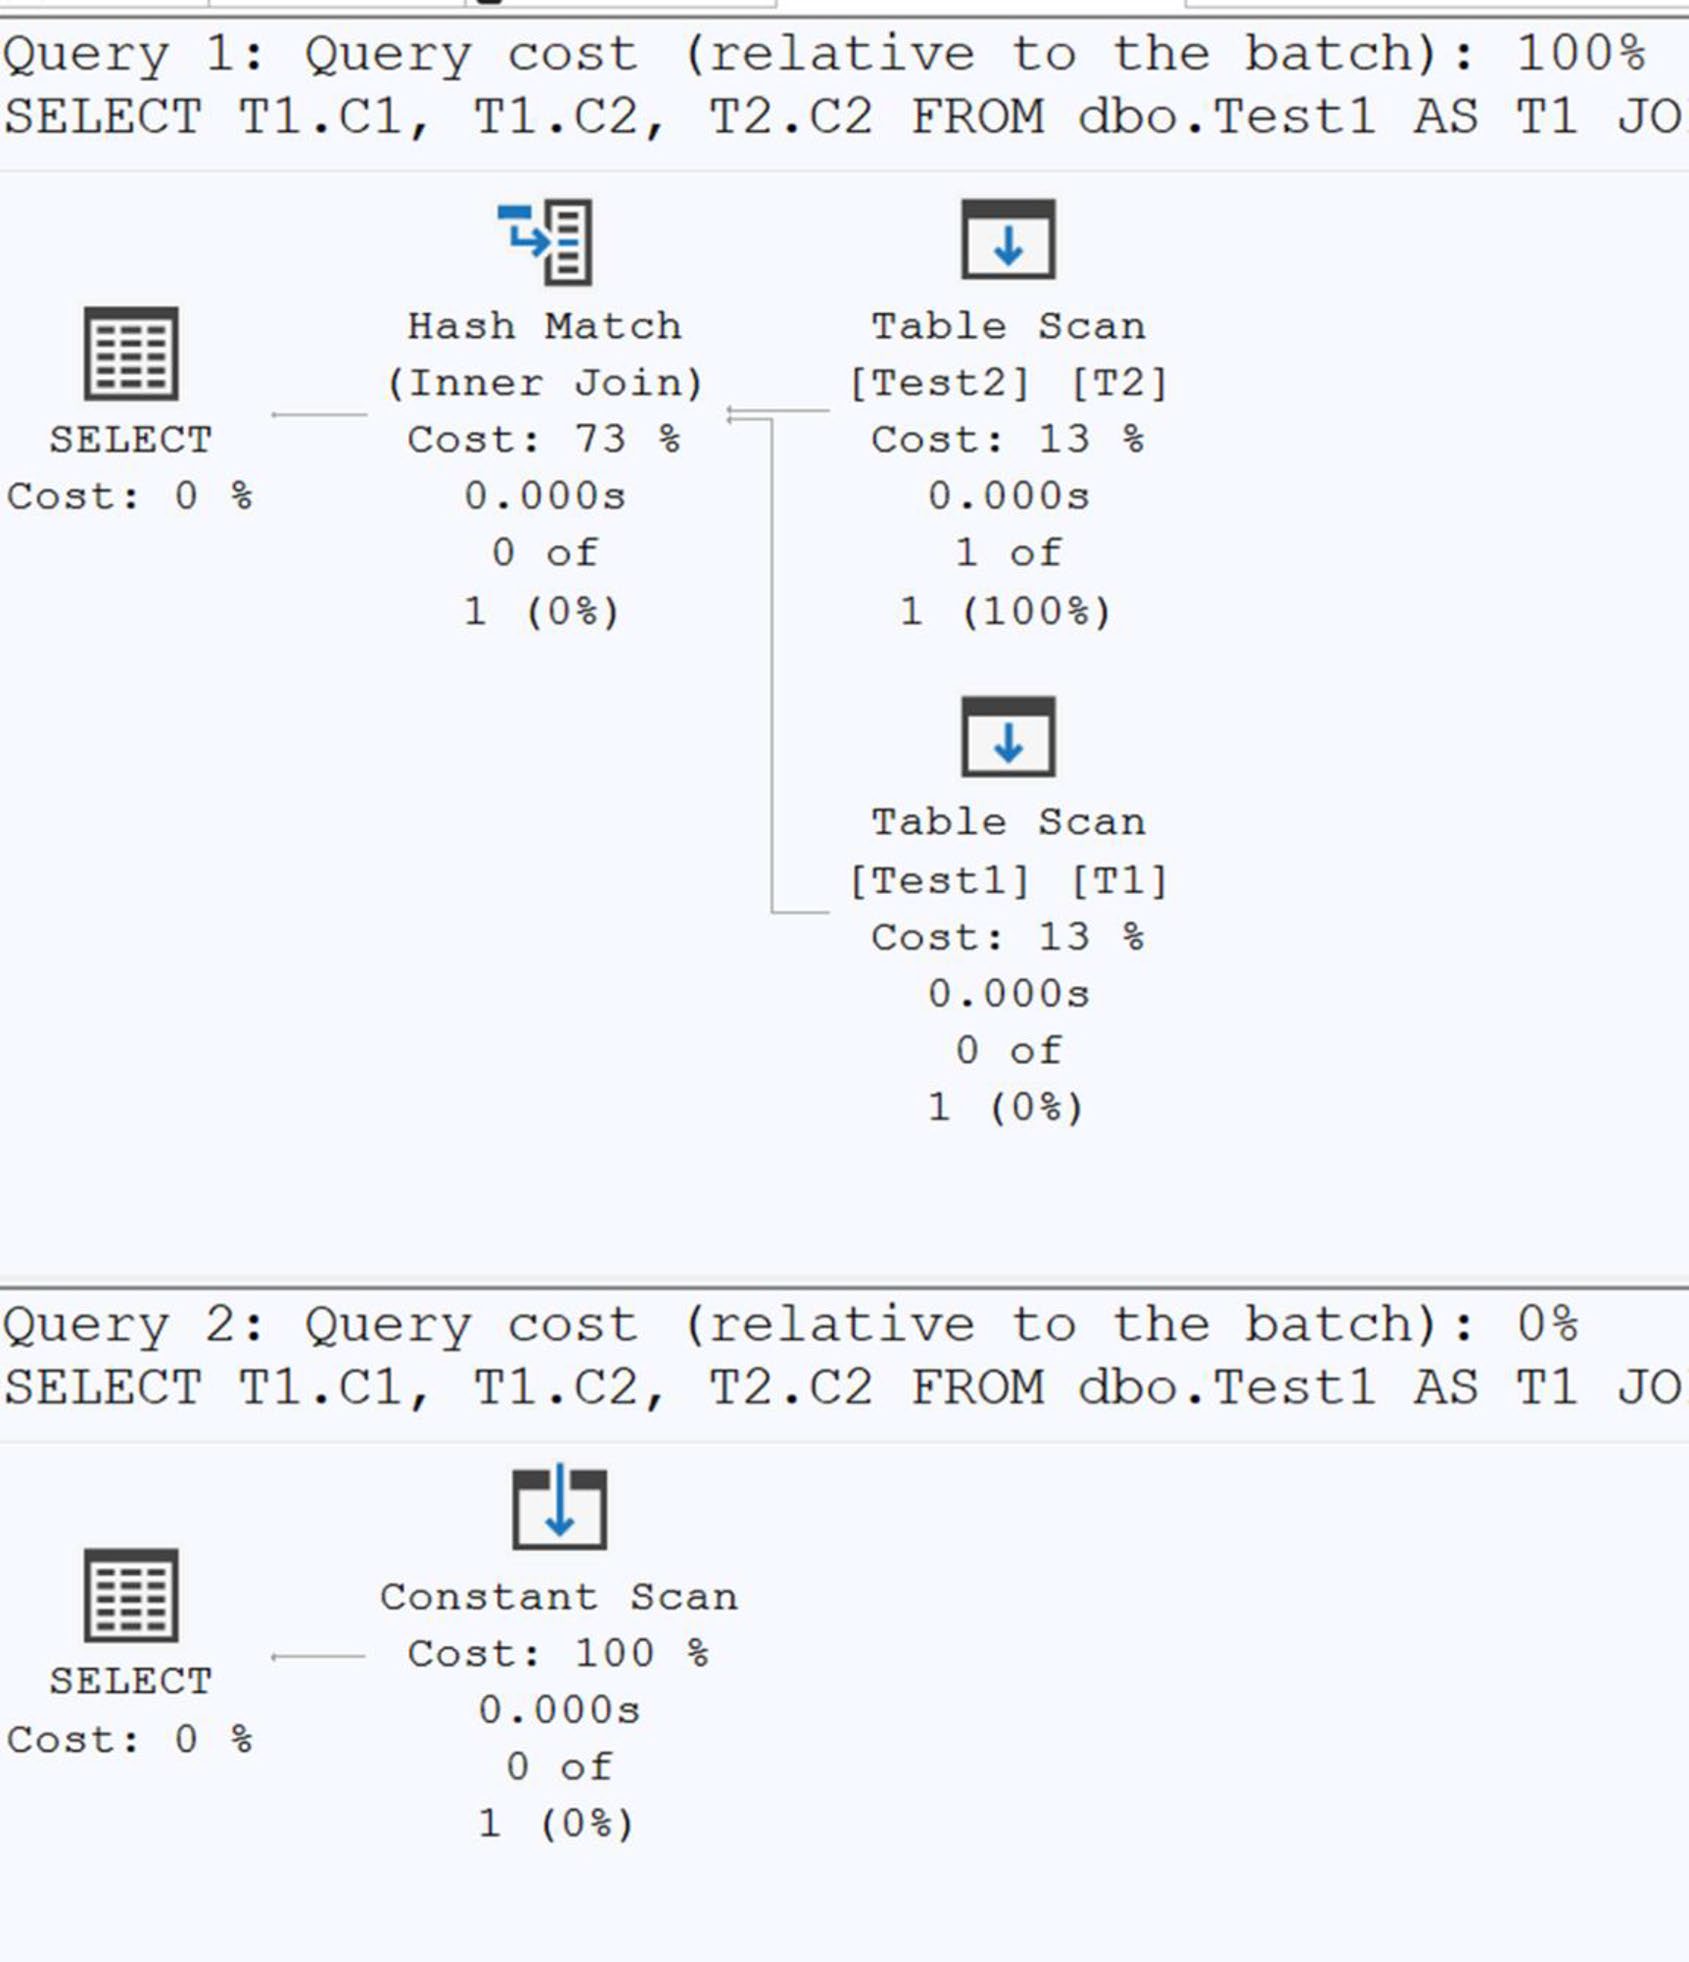 Query 1: Query cost (relative to the batch): 100%
SELECT T1.C1, T1.C2, T2.C2 FROM dbo.Test1 AS T1 JO
Hash Match
(Inner Join)
Cost: 73 %
0.000s
0 of
1 (0%)
Table Scan
[Test2] [T2]
Cost: 13 %
0.000s
1 of
1 (100%)
SELECT
Cost: 0 %
Table Scan
[Test1] [T1]
Cost: 13 %
0.000s
0 of
1 (0%)
Query 2: Query cost (relative to the batch): 0%
SELECT T1.C1, T1.C2, T2.C2 FROM dbo.Test1 AS T1 JO
Constant Scan
Cost: 100 %
0.000s
0 of
1 (0%)
SELECT
Cost: 0 %